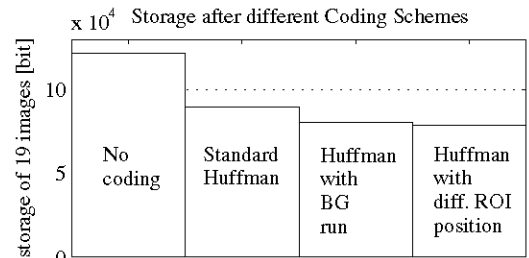 x 10^4 Storage after different Coding Schemes
storage of 19 images [bit]
10
5
0
No
coding
Standard
Huffman
Huffman
with
BG
run
Huffman
with
diff. ROI
position